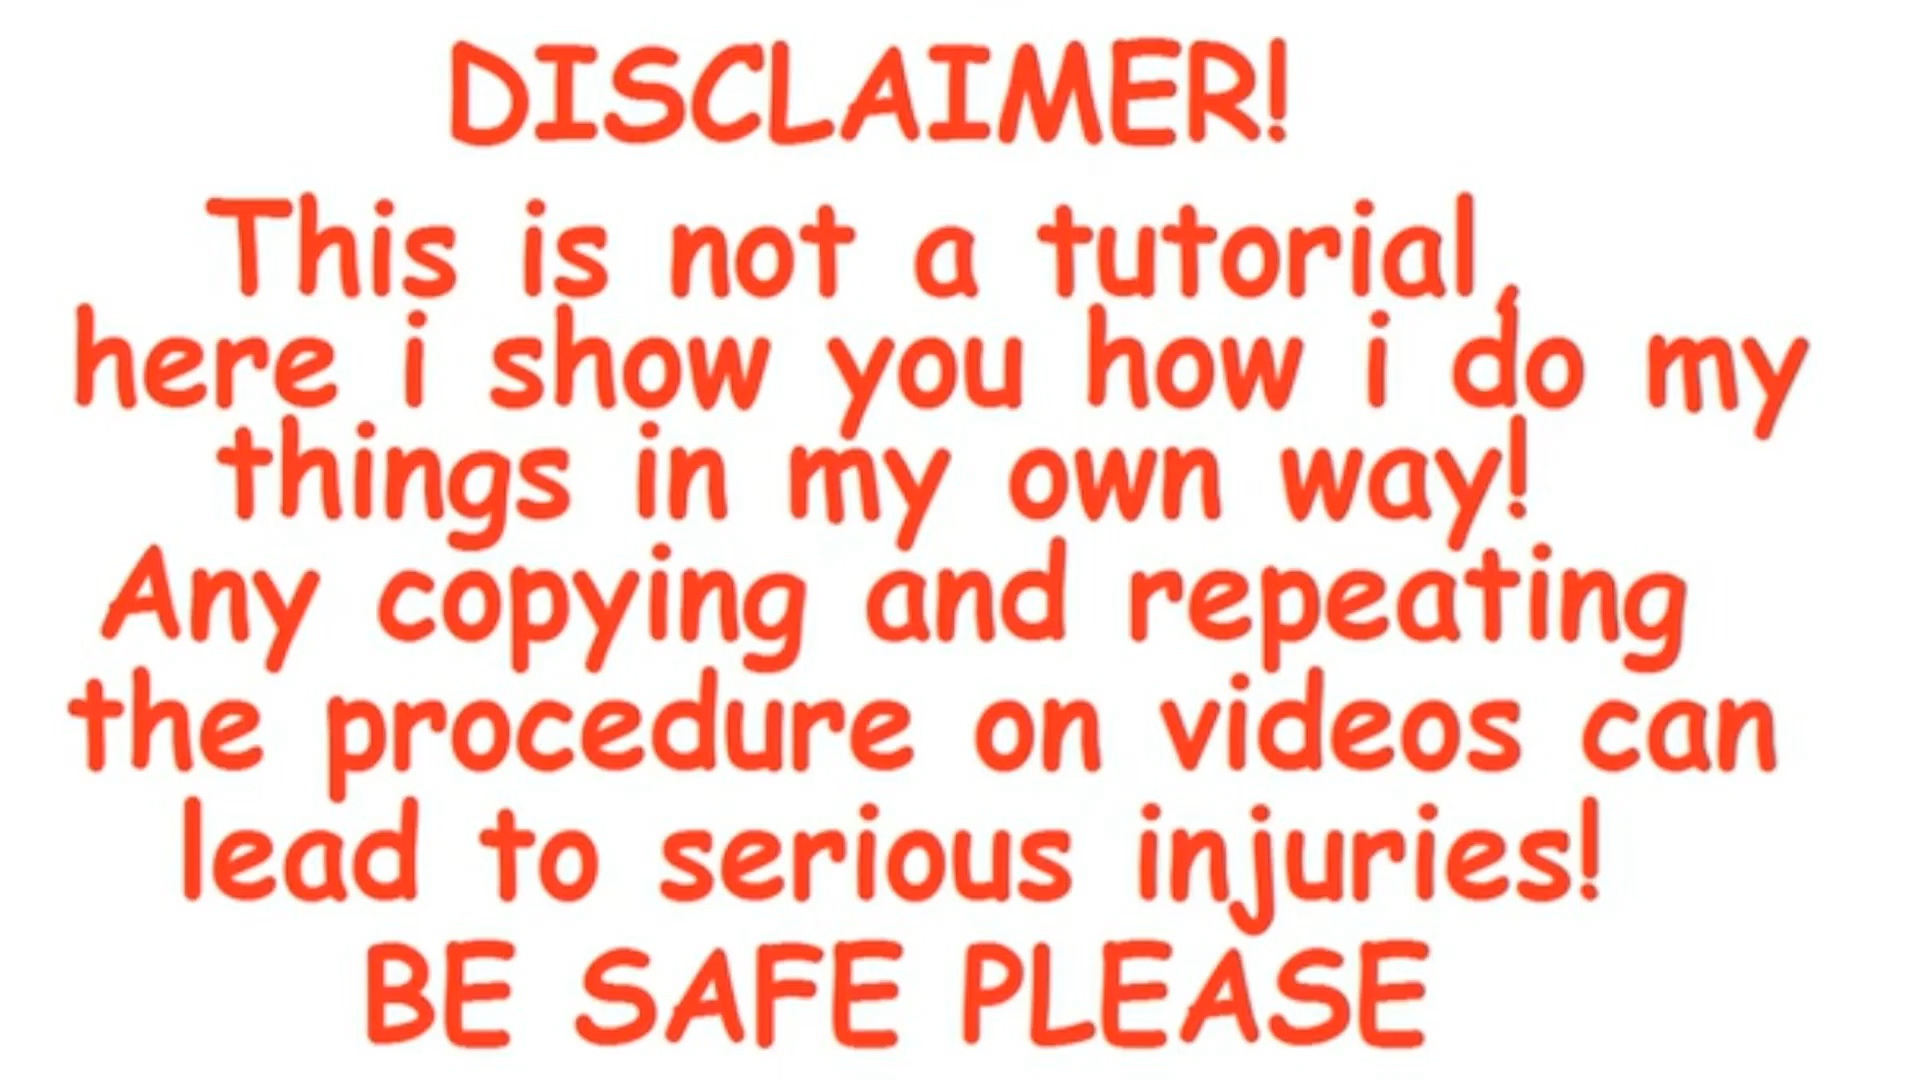 DISCLAIMER!
This is not a tutorial,
here i show you how i do my
things in my own way!
Any copying and repeating
the procedure on videos can
lead to serious injuries!
BE SAFE PLEASE